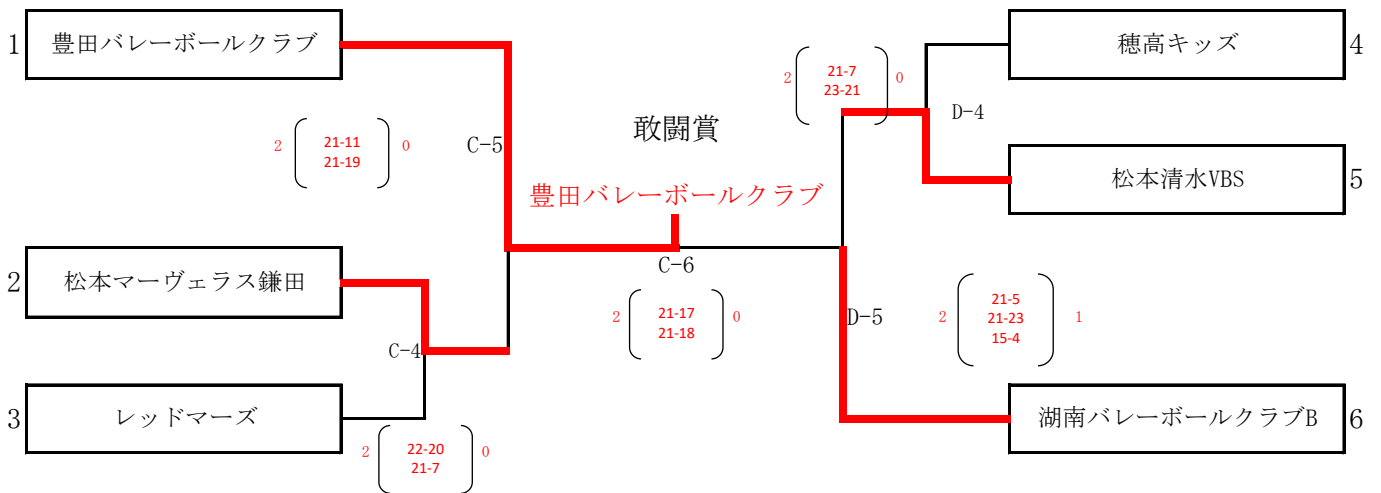 1 豊田バレーボールクラブ
穂高キッズ 4
2 21-7 0
23-21
D-4
敢闘賞
2 21-11 0
21-19
C-5
松本清水VBS 5
豊田バレーボールクラブ
2 松本マーヴェラス鎌田
C-6
2 21-17 0
21-18
D-5
2 21-5 1
21-23
15-4
C-4
3 レッドマーズ
湖南バレーボールクラブB 6
2 22-20 0
21-7